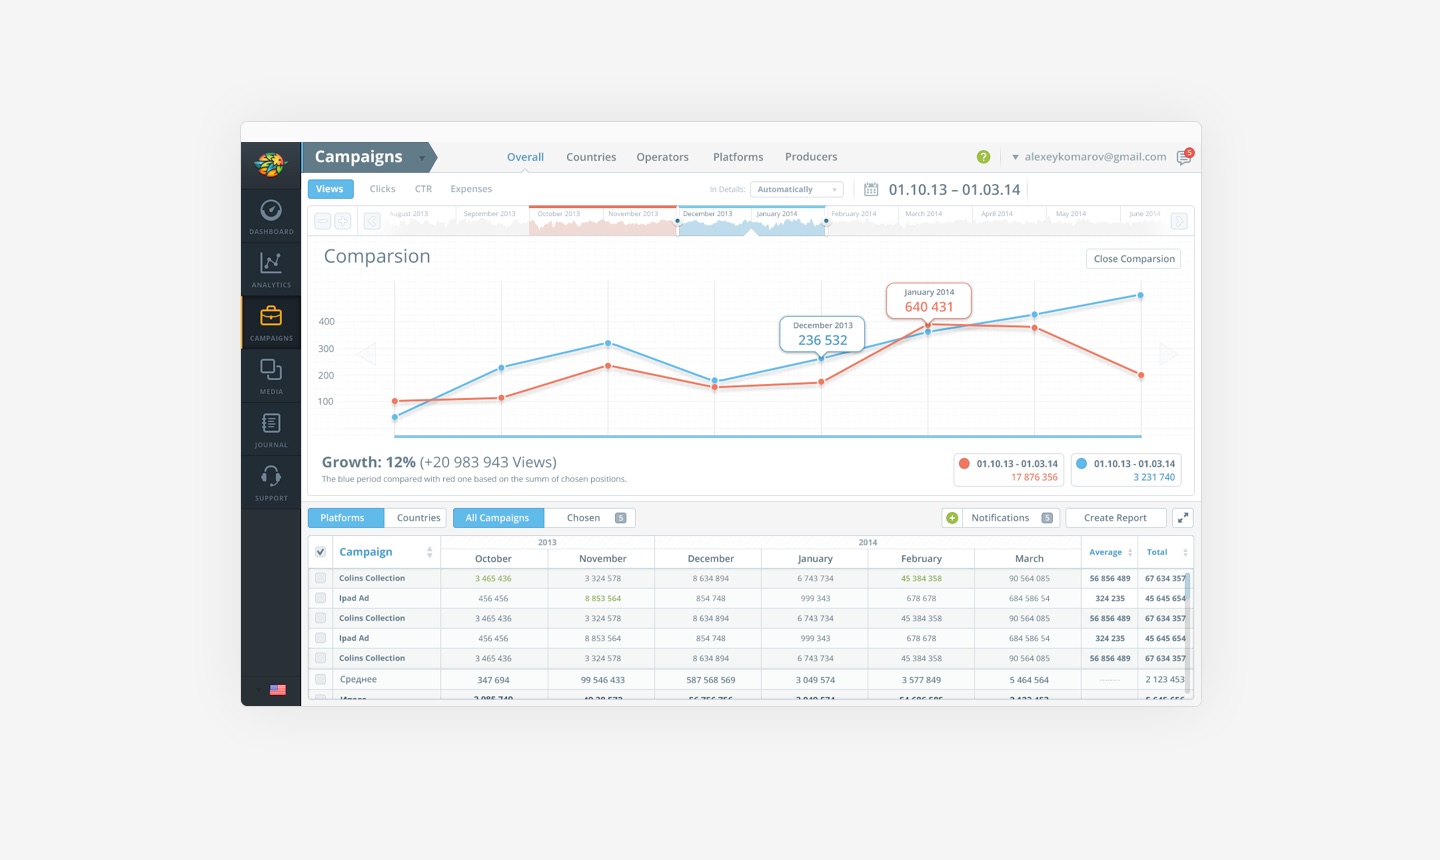 Campaigns
Overall Countries Operators Platforms Producers
? alexeykomarov@gmail.com 5
Views Clicks CTR Expenses
In Details: Automatically 01.10.13 – 01.03.14
August 2013 September 2013 October 2013 November 2013 December 2013 January 2014 February 2014 March 2014 April 2014 May 2014 June 2014
DASHBOARD
ANALYTICS
CAMPAIGNS
MEDIA
JOURNAL
SUPPORT
Comparsion
Close Comparsion
400
300
200
100
December 2013
236 532
January 2014
640 431
Growth: 12% (+20 983 943 Views)
The blue period compared with red one based on the summ of chosen positions.
01.10.13 - 01.03.14
17 876 356
01.10.13 - 01.03.14
3 231 740
Platforms Countries All Campaigns Chosen 5 Notifications 5 Create Report
2013 2014
Campaign October November December January February March Average Total
Colins Collection 3 465 436 3 324 578 8 634 894 6 743 734 45 384 358 90 564 085 56 856 489 67 634 357
Ipad Ad 456 456 8 853 564 854 748 999 343 678 678 684 586 54 324 235 45 645 654
Colins Collection 3 465 436 3 324 578 8 634 894 6 743 734 45 384 358 90 564 085 56 856 489 67 634 357
Ipad Ad 456 456 8 853 564 854 748 999 343 678 678 684 586 54 324 235 45 645 654
Colins Collection 3 465 436 3 324 578 8 634 894 6 743 734 45 384 358 90 564 085 56 856 489 67 634 357
Среднее 347 694 99 546 433 587 568 569 3 049 574 3 577 849 5 464 564 2 123 453